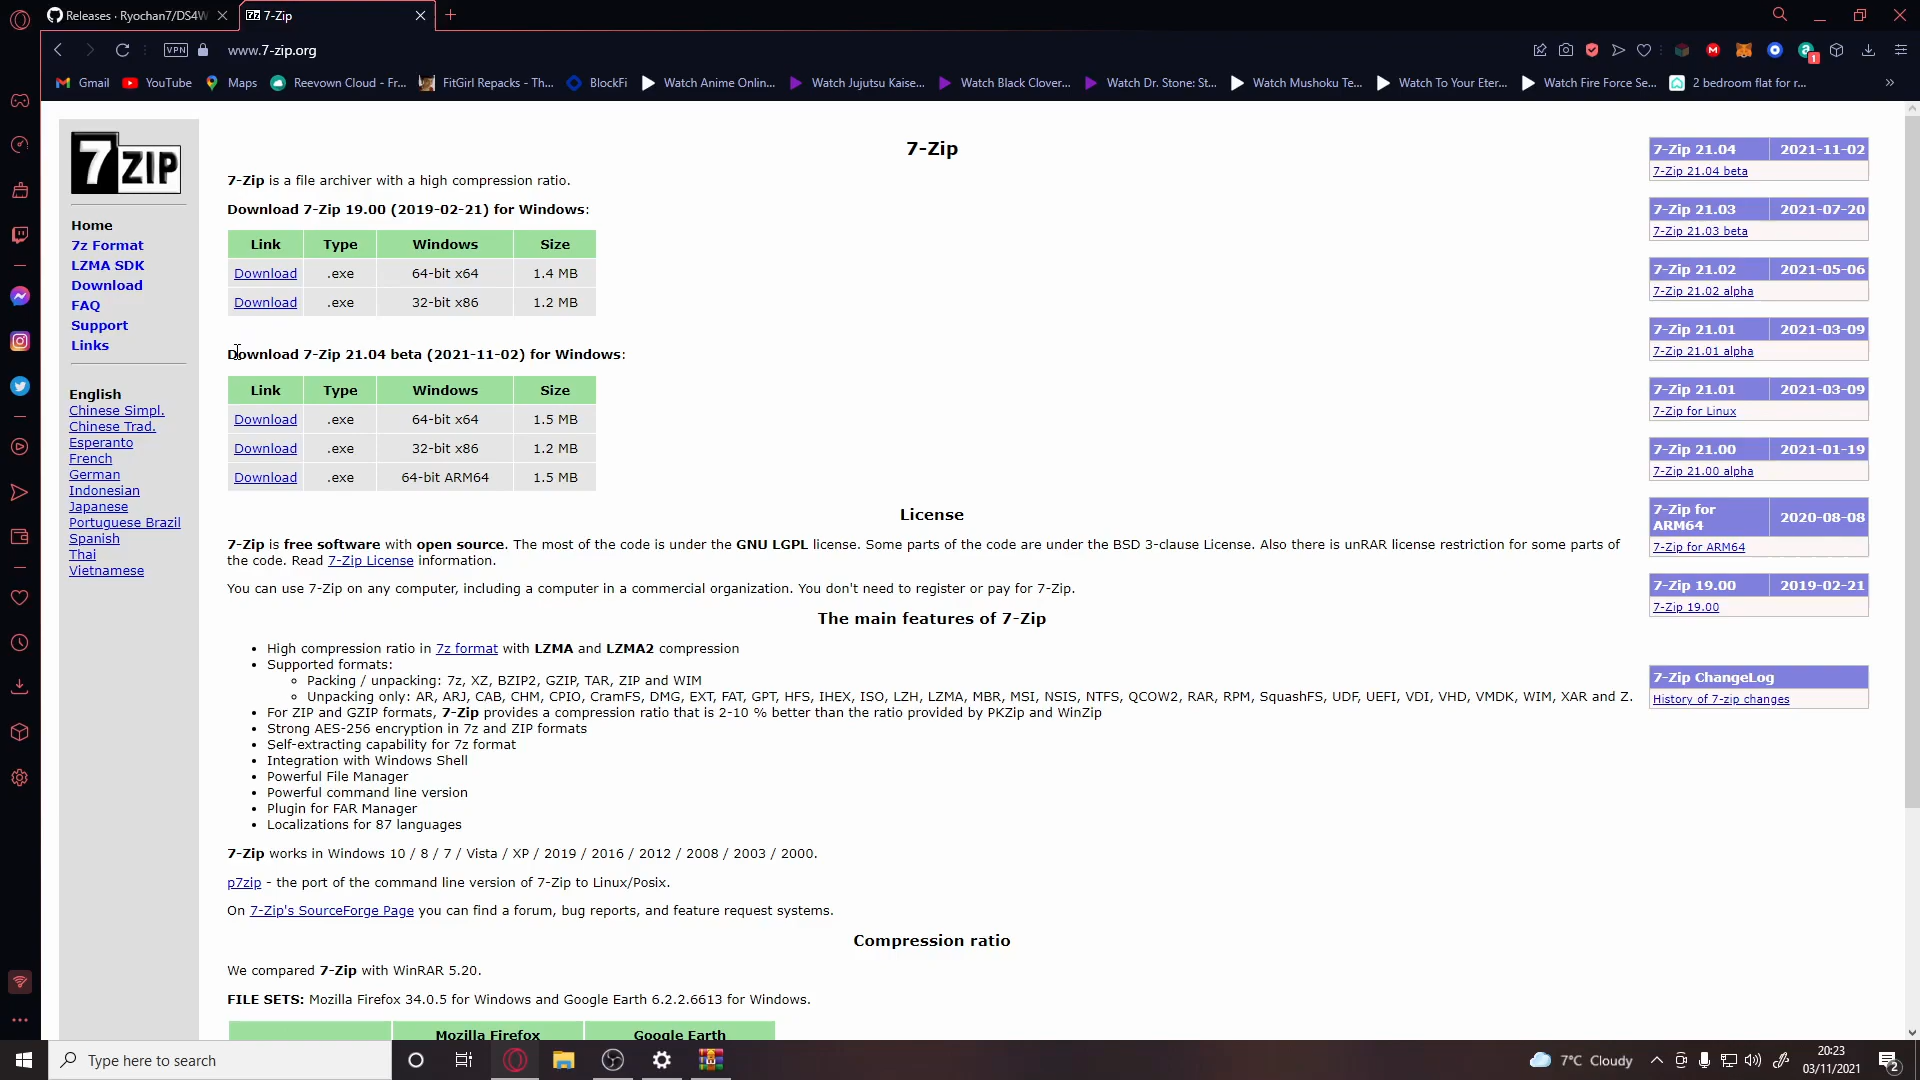 Releases · Ryochan7/DS4W
7-Zip
VPN
www.7-zip.org
1
Gmail
YouTube
Maps
Reevown Cloud - Fr...
FitGirl Repacks - Th...
BlockFi
Watch Anime Onlin...
Watch Jujutsu Kaise...
Watch Black Clover...
Watch Dr. Stone: St...
Watch Mushoku Te...
Watch To Your Eter...
Watch Fire Force Se...
2 bedroom flat for r...
»
7ZIP
Home
7z Format
LZMA SDK
Download
FAQ
Support
Links
English
Chinese Simpl.
Chinese Trad.
Esperanto
French
German
Indonesian
Japanese
Portuguese Brazil
Spanish
Thai
Vietnamese
7-Zip
7-Zip is a file archiver with a high compression ratio.
Download 7-Zip 19.00 (2019-02-21) for Windows:
Link Type Windows Size
Download .exe 64-bit x64 1.4 MB
Download .exe 32-bit x86 1.2 MB
Download 7-Zip 21.04 beta (2021-11-02) for Windows:
Link Type Windows Size
Download .exe 64-bit x64 1.5 MB
Download .exe 32-bit x86 1.2 MB
Download .exe 64-bit ARM64 1.5 MB
License
7-Zip is free software with open source. The most of the code is under the GNU LGPL license. Some parts of the code are under the BSD 3-clause License. Also there is unRAR license restriction for some parts of
the code. Read 7-Zip License information.
You can use 7-Zip on any computer, including a computer in a commercial organization. You don't need to register or pay for 7-Zip.
The main features of 7-Zip
• High compression ratio in 7z format with LZMA and LZMA2 compression
• Supported formats:
◦ Packing / unpacking: 7z, XZ, BZIP2, GZIP, TAR, ZIP and WIM
◦ Unpacking only: AR, ARJ, CAB, CHM, CPIO, CramFS, DMG, EXT, FAT, GPT, HFS, IHEX, ISO, LZH, LZMA, MBR, MSI, NSIS, NTFS, QCOW2, RAR, RPM, SquashFS, UDF, UEFI, VDI, VHD, VMDK, WIM, XAR and Z.
• For ZIP and GZIP formats, 7-Zip provides a compression ratio that is 2-10 % better than the ratio provided by PKZip and WinZip
• Strong AES-256 encryption in 7z and ZIP formats
• Self-extracting capability for 7z format
• Integration with Windows Shell
• Powerful File Manager
• Powerful command line version
• Plugin for FAR Manager
• Localizations for 87 languages
7-Zip works in Windows 10 / 8 / 7 / Vista / XP / 2019 / 2016 / 2012 / 2008 / 2003 / 2000.
p7zip - the port of the command line version of 7-Zip to Linux/Posix.
On 7-Zip's SourceForge Page you can find a forum, bug reports, and feature request systems.
Compression ratio
We compared 7-Zip with WinRAR 5.20.
FILE SETS: Mozilla Firefox 34.0.5 for Windows and Google Earth 6.2.2.6613 for Windows.
Mozilla Firefox Google Earth
7-Zip 21.04 2021-11-02
7-Zip 21.04 beta
7-Zip 21.03 2021-07-20
7-Zip 21.03 beta
7-Zip 21.02 2021-05-06
7-Zip 21.02 alpha
7-Zip 21.01 2021-03-09
7-Zip 21.01 alpha
7-Zip 21.01 2021-03-09
7-Zip for Linux
7-Zip 21.00 2021-01-19
7-Zip 21.00 alpha
7-Zip for
ARM64 2020-08-08
7-Zip for ARM64
7-Zip 19.00 2019-02-21
7-Zip 19.00
7-Zip ChangeLog
History of 7-zip changes
Type here to search
7°C Cloudy
20:23
03/11/2021
2